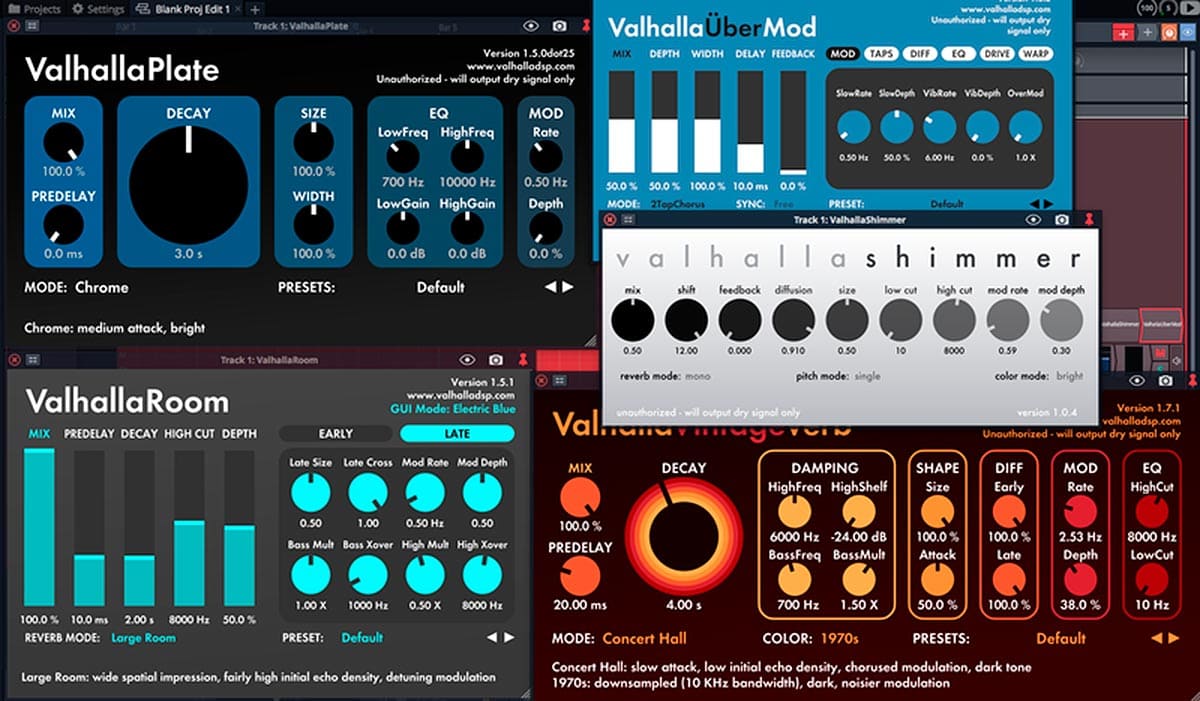 Projects Settings Blank Proj Edit 1 +
Track 1: ValhallaPlate
ValhallaPlate
Version 1.5.0dot25
www.valhalladsp.com
Unauthorized - will output dry signal only
MIX
100.0 %
PREDELAY
0.0 ms
DECAY
3.0 s
SIZE
100.0 %
WIDTH
100.0 %
EQ
LowFreq HighFreq
700 Hz 10000 Hz
LowGain HighGain
0.0 dB 0.0 dB
MOD
Rate
0.50 Hz
Depth
0.0 %
MODE: Chrome PRESETS: Default
Chrome: medium attack, bright
ValhallaÜberMod
www.valhalladsp.com
Unauthorized - will output dry
signal only
MIX DEPTH WIDTH DELAY FEEDBACK
50.0 % 50.0 % 100.0 % 10.0 ms 0.0 %
MOD TAPS DIFF EQ DRIVE WARP
SlowRate SlowDepth VibRate VibDepth OverMod
0.50 Hz 50.0 % 6.00 Hz 0.0 % 1.0 X
MODE: 2TapChorus SYNC: Free PRESET: Default
Track 1: ValhallaShimmer
valhallashimmer
mix shift feedback diffusion size low cut high cut mod rate mod depth
0.50 12.00 0.000 0.910 0.50 10 8000 0.59 0.30
reverb mode: mono pitch mode: single color mode: bright
unauthorized - will output dry signal only version 1.0.4
Track 1: ValhallaRoom
ValhallaRoom
Version 1.5.1
www.valhalladsp.com
GUI Mode: Electric Blue
MIX PREDELAY DECAY HIGH CUT DEPTH
100.0 % 10.0 ms 2.00 s 8000 Hz 50.0 %
EARLY LATE
Late Size Late Cross Mod Rate Mod Depth
0.50 1.00 0.50 Hz 0.50
Bass Mult Bass Xover High Mult High Xover
1.00 X 1000 Hz 0.50 X 8000 Hz
REVERB MODE: Large Room PRESET: Default
Large Room: wide spatial impression, fairly high initial echo density, detuning modulation
ValhallaVintageVerb
Version 1.7.1
www.valhalladsp.com
Unauthorized - will output dry signal only
MIX
100.0 %
PREDELAY
20.00 ms
DECAY
4.00 s
DAMPING
HighFreq HighShelf
6000 Hz -24.00 dB
BassFreq BassMult
700 Hz 1.50 X
SHAPE
Size
100.0 %
Attack
50.0 %
DIFF
Early
100.0 %
Late
100.0 %
MOD
Rate
2.53 Hz
Depth
38.0 %
EQ
HighCut
8000 Hz
LowCut
10 Hz
MODE: Concert Hall COLOR: 1970s PRESETS: Default
Concert Hall: slow attack, low initial echo density, chorused modulation, dark tone
1970s: downsampled (10 KHz bandwidth), dark, noisier modulation